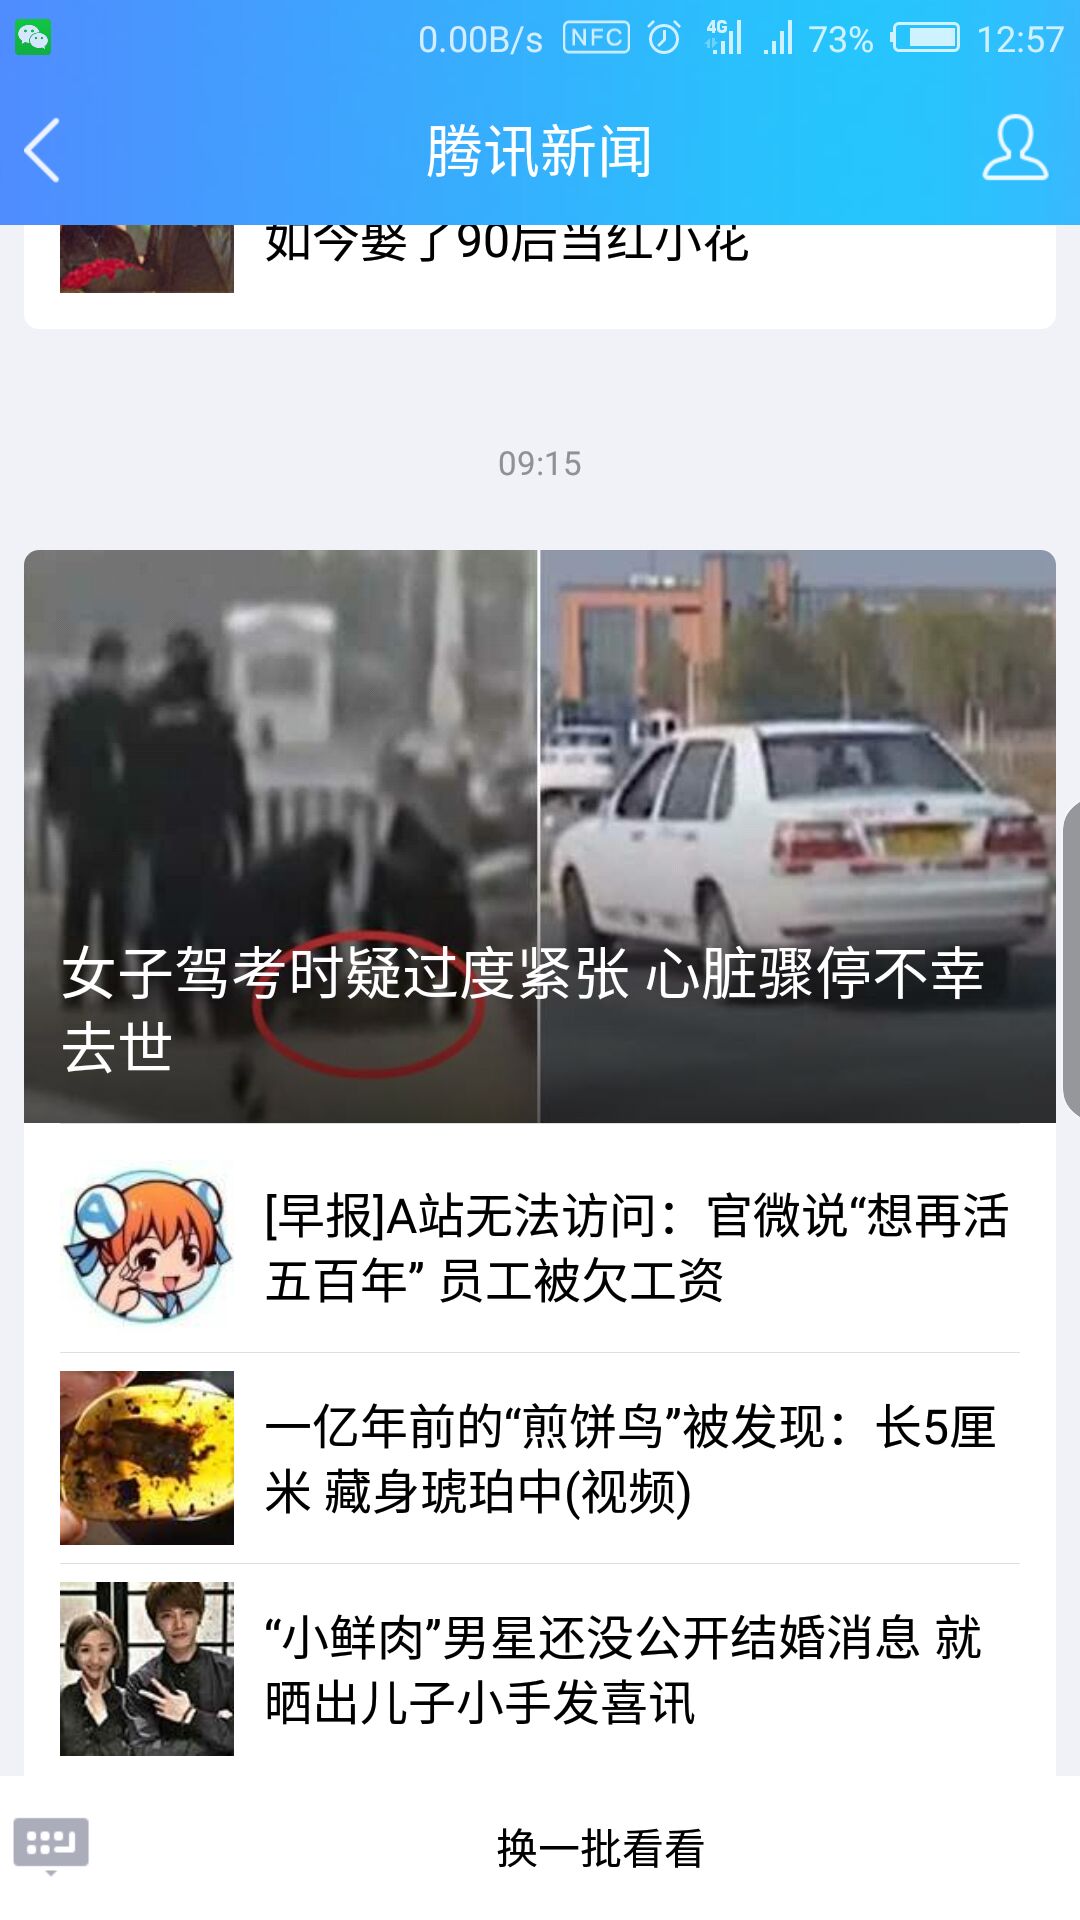 0.00B/s NFC 4G 73% 12:57
腾讯新闻
如今娶了90后当红小花
09:15
女子驾考时疑过度紧张 心脏骤停不幸
去世
[早报]A站无法访问：官微说“想再活
五百年” 员工被欠工资
一亿年前的“煎饼鸟”被发现：长5厘
米 藏身琥珀中(视频)
“小鲜肉”男星还没公开结婚消息 就
晒出儿子小手发喜讯
换一批看看